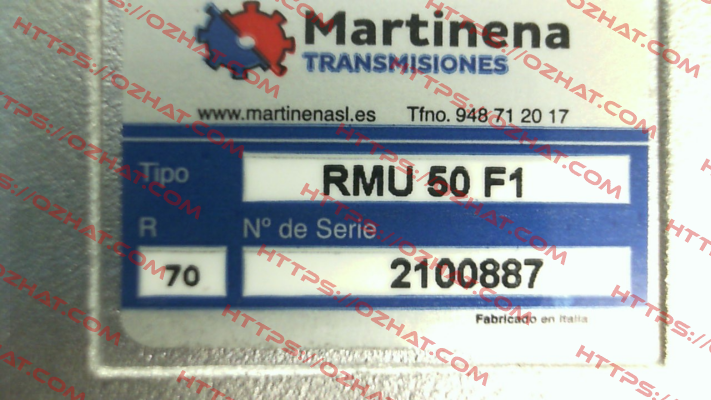 Martinena
TRANSMISIONES
www.martinenasl.es Tfno. 948 71 20 17
Tipo RMU 50 F1
R Nº de Serie
70 2100887
Fabricado en Italia
HTTPS://OZHAT.COM